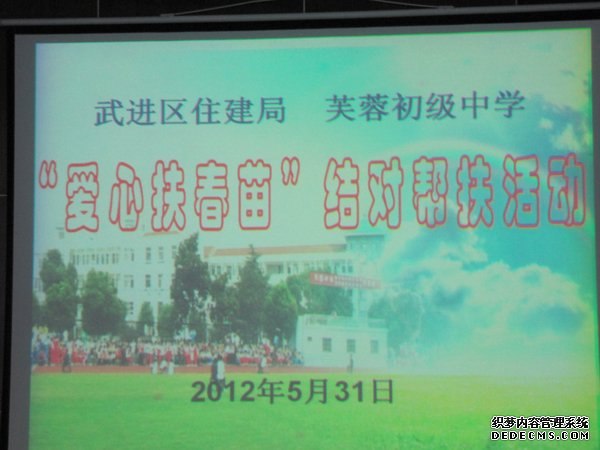 武进区住建局　芙蓉初级中学
“爱心扶春苗”结对帮扶活动
2012年5月31日
织梦内容管理系统
DEDECMS.COM